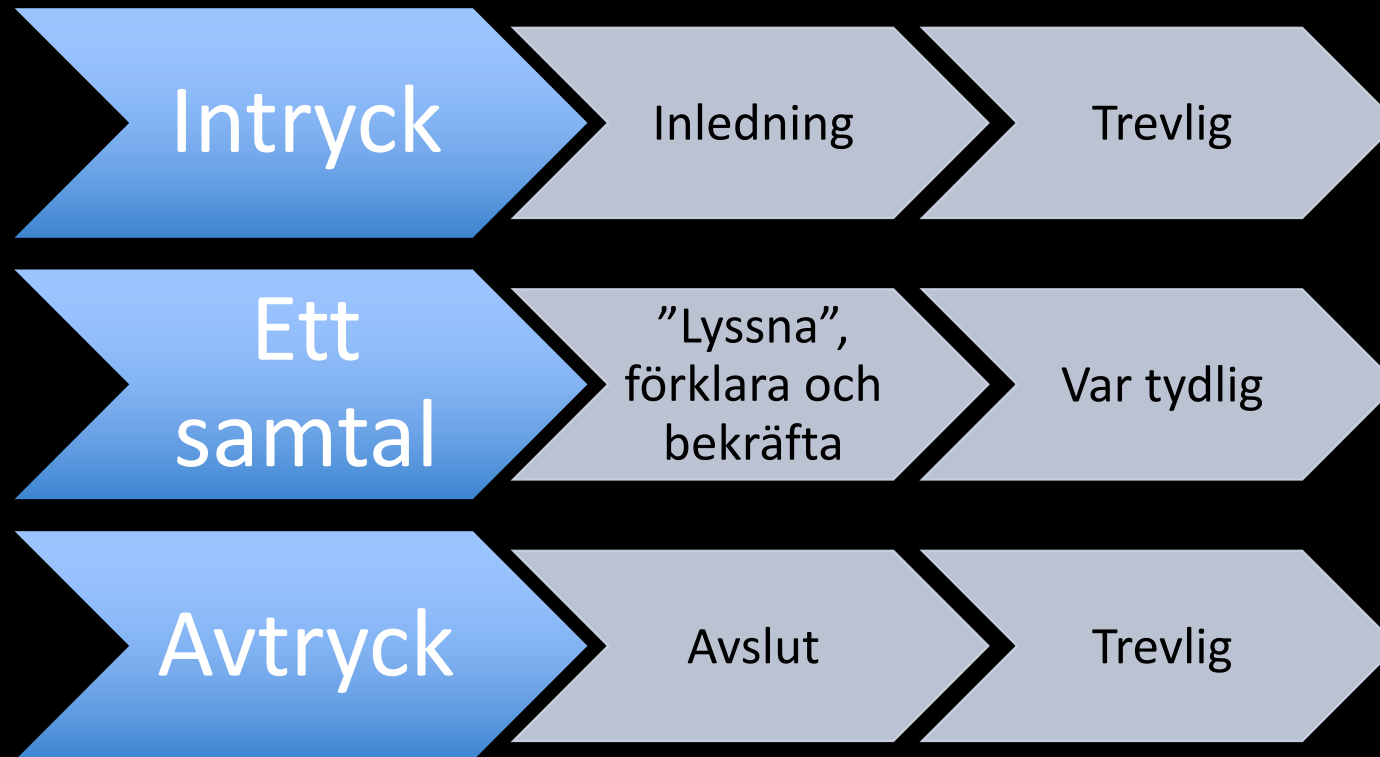 Intryck
Inledning
Trevlig
Ett
samtal
”Lyssna”,
förklara och
bekräfta
Var tydlig
Avtryck
Avslut
Trevlig